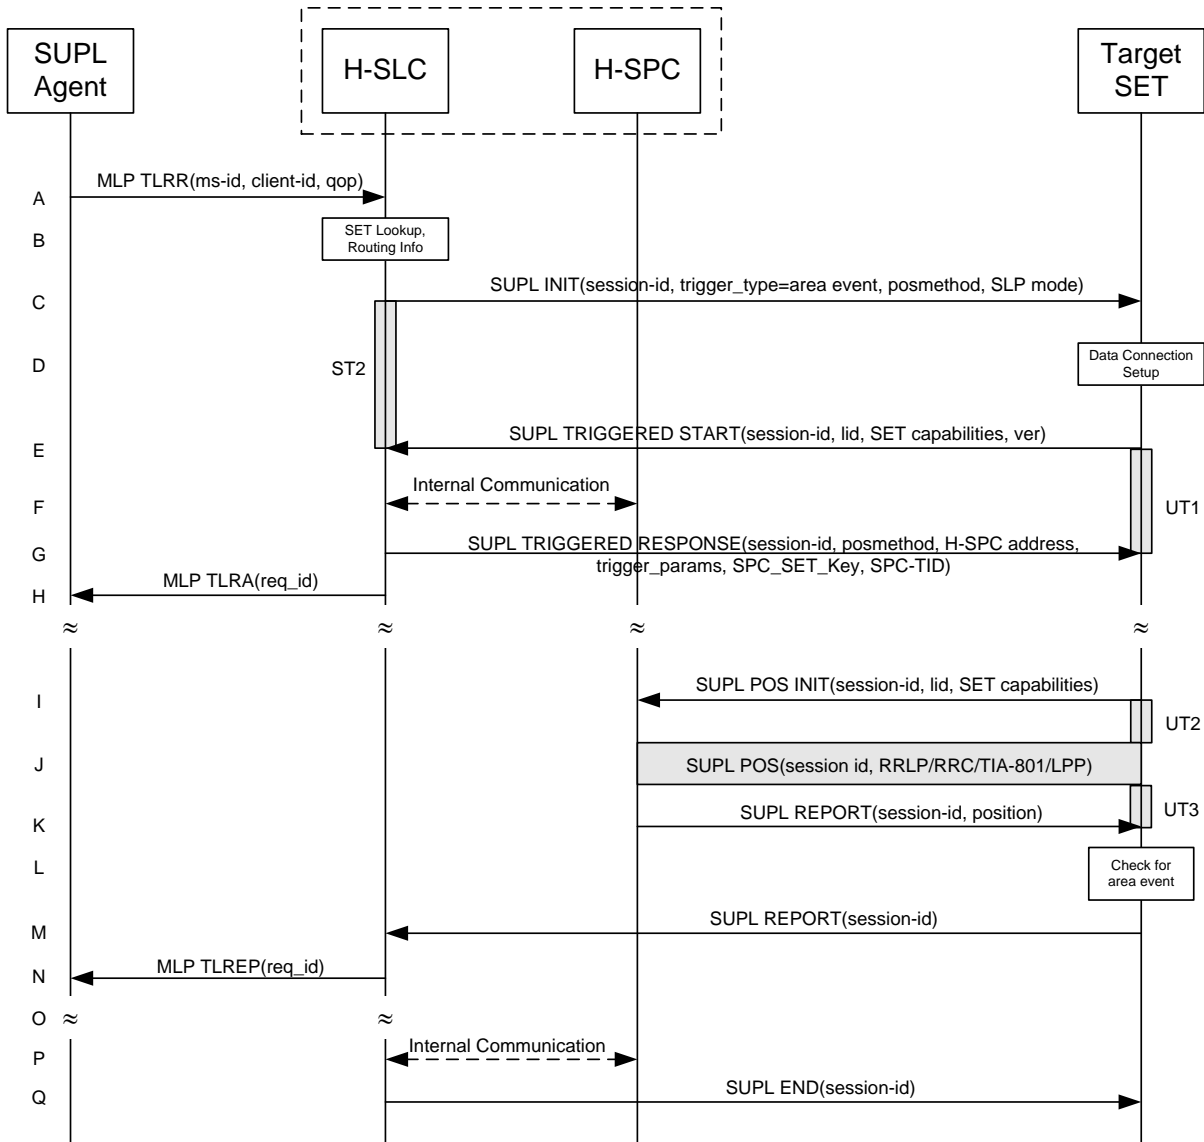 SUPL
Agent
H-SLC
H-SPC
Target
SET
A
MLP TLRR(ms-id, client-id, qop)
B
SET Lookup,
Routing Info
C
SUPL INIT(session-id, trigger_type=area event, posmethod, SLP mode)
D
ST2
Data Connection
Setup
E
SUPL TRIGGERED START(session-id, lid, SET capabilities, ver)
F
Internal Communication
UT1
G
SUPL TRIGGERED RESPONSE(session-id, posmethod, H-SPC address,
trigger_params, SPC_SET_Key, SPC-TID)
H
MLP TLRA(req_id)
≈ ≈ ≈ ≈
I
SUPL POS INIT(session-id, lid, SET capabilities)
UT2
J
SUPL POS(session id, RRLP/RRC/TIA-801/LPP)
K
SUPL REPORT(session-id, position)
UT3
L
Check for
area event
M
SUPL REPORT(session-id)
N
MLP TLREP(req_id)
O ≈ ≈
P
Internal Communication
Q
SUPL END(session-id)